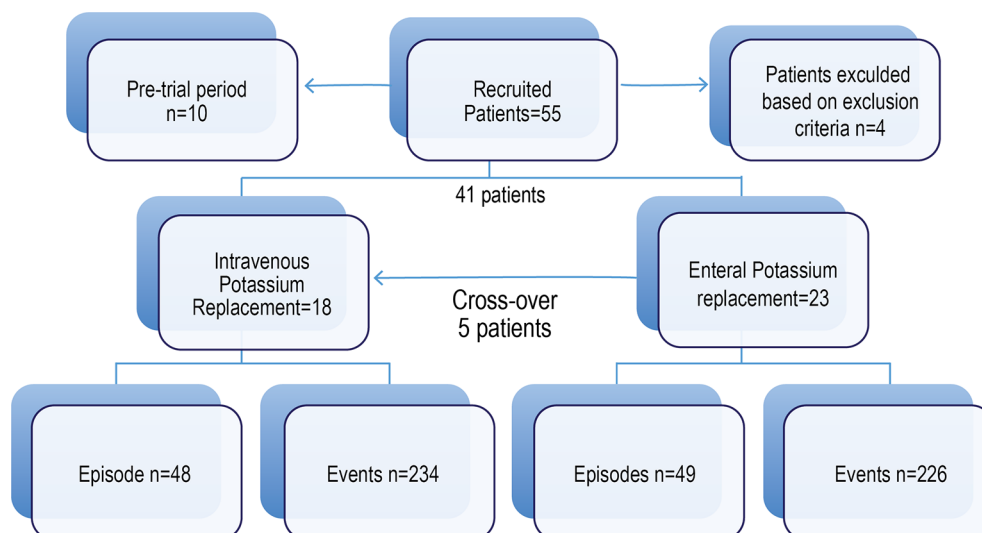 Pre-trial period
n=10
Recruited
Patients=55
Patients exculded
based on exclusion
criteria n=4
41 patients
Intravenous
Potassium
Replacement=18
Cross-over
5 patients
Enteral Potassium
replacement=23
Episode n=48
Events n=234
Episodes n=49
Events n=226